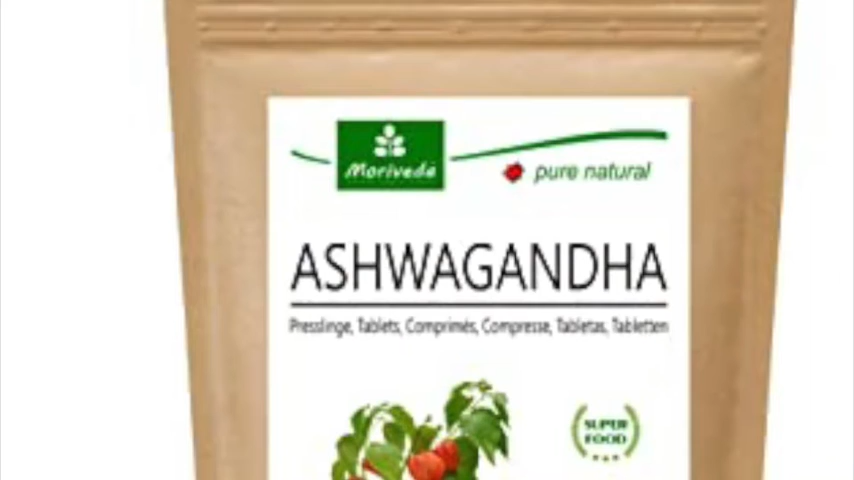 Moriveda
pure natural
ASHWAGANDHA
Presslinge, Tablets, Comprimés, Compresse, Tabletas, Tabletten
SUPER
FOOD